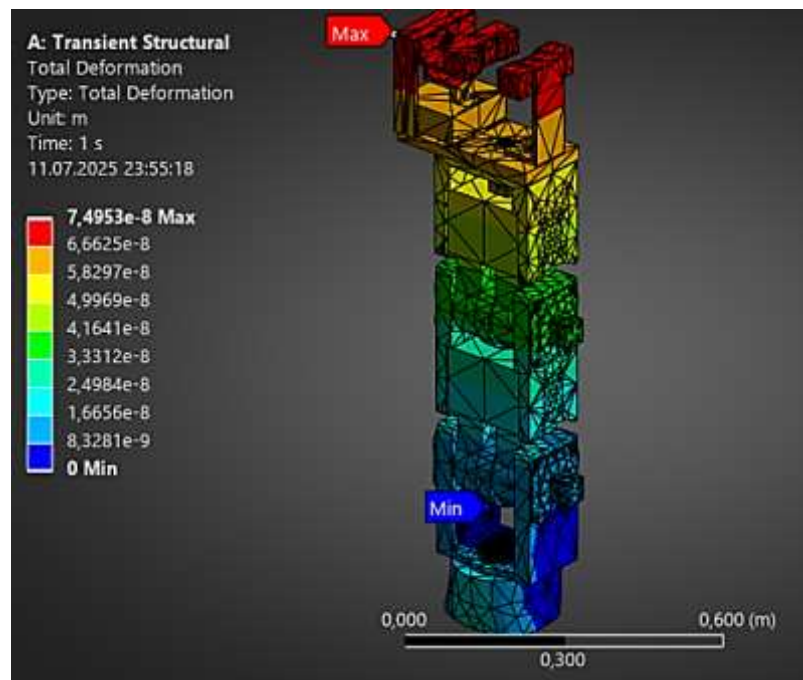 Max
A: Transient Structural
Total Deformation
Type: Total Deformation
Unit: m
Time: 1 s
11.07.2025 23:55:18
7,4953e-8 Max
6,6625e-8
5,8297e-8
4,9969e-8
4,1641e-8
3,3312e-8
2,4984e-8
1,6656e-8
8,3281e-9
0 Min
Min
0,000
0,600 (m)
0,300